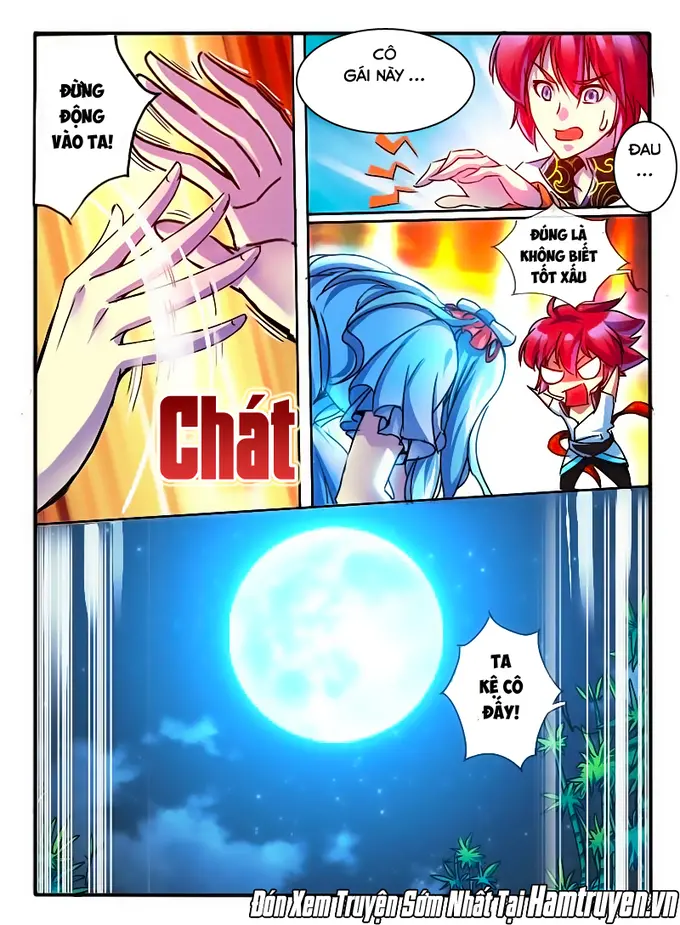 ĐỪNG
ĐỘNG
VÀO TA!
CÔ
GÁI NÀY ...
ĐAU
...
ĐÚNG LÀ
KHÔNG BIẾT
TỐT XẤU
Chát
TA
KỆ CÔ
ĐẤY!
Đón Xem Truyện Sớm Nhất Tại Hamtruyen.vn